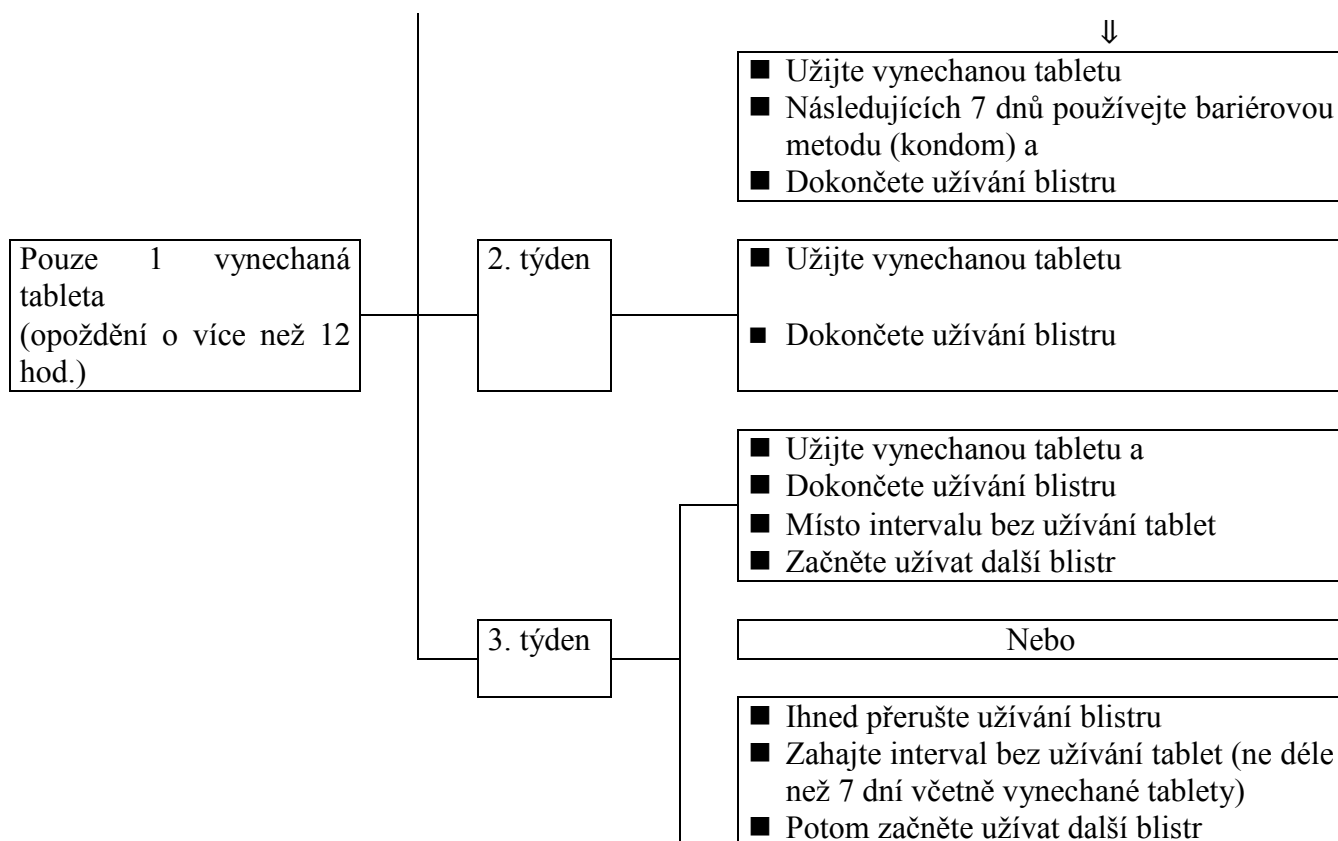 ⇓
■ Užijte vynechanou tabletu
■ Následujících 7 dnů používejte bariérovou
metodu (kondom) a
■ Dokončete užívání blistru
Pouze 1 vynechaná
tableta
(opoždění o více než 12
hod.)
2. týden
■ Užijte vynechanou tabletu
■ Dokončete užívání blistru
■ Užijte vynechanou tabletu a
■ Dokončete užívání blistru
■ Místo intervalu bez užívání tablet
■ Začněte užívat další blistr
3. týden
Nebo
■ Ihned přerušte užívání blistru
■ Zahajte interval bez užívání tablet (ne déle
než 7 dní včetně vynechané tablety)
■ Potom začněte užívat další blistr